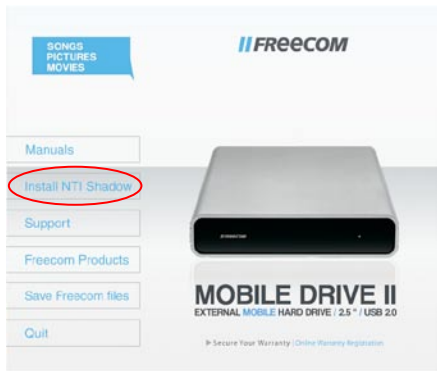 SONGS
PICTURES
MOVIES
FREECOM
Manuals
Install NTI Shadow
Support
Freecom Products
Save Freecom files
Quit
FREECOM
MOBILE DRIVE II
EXTERNAL MOBILE HARD DRIVE / 2.5 " / USB 2.0
Secure Your Warranty | Online Warranty Registration